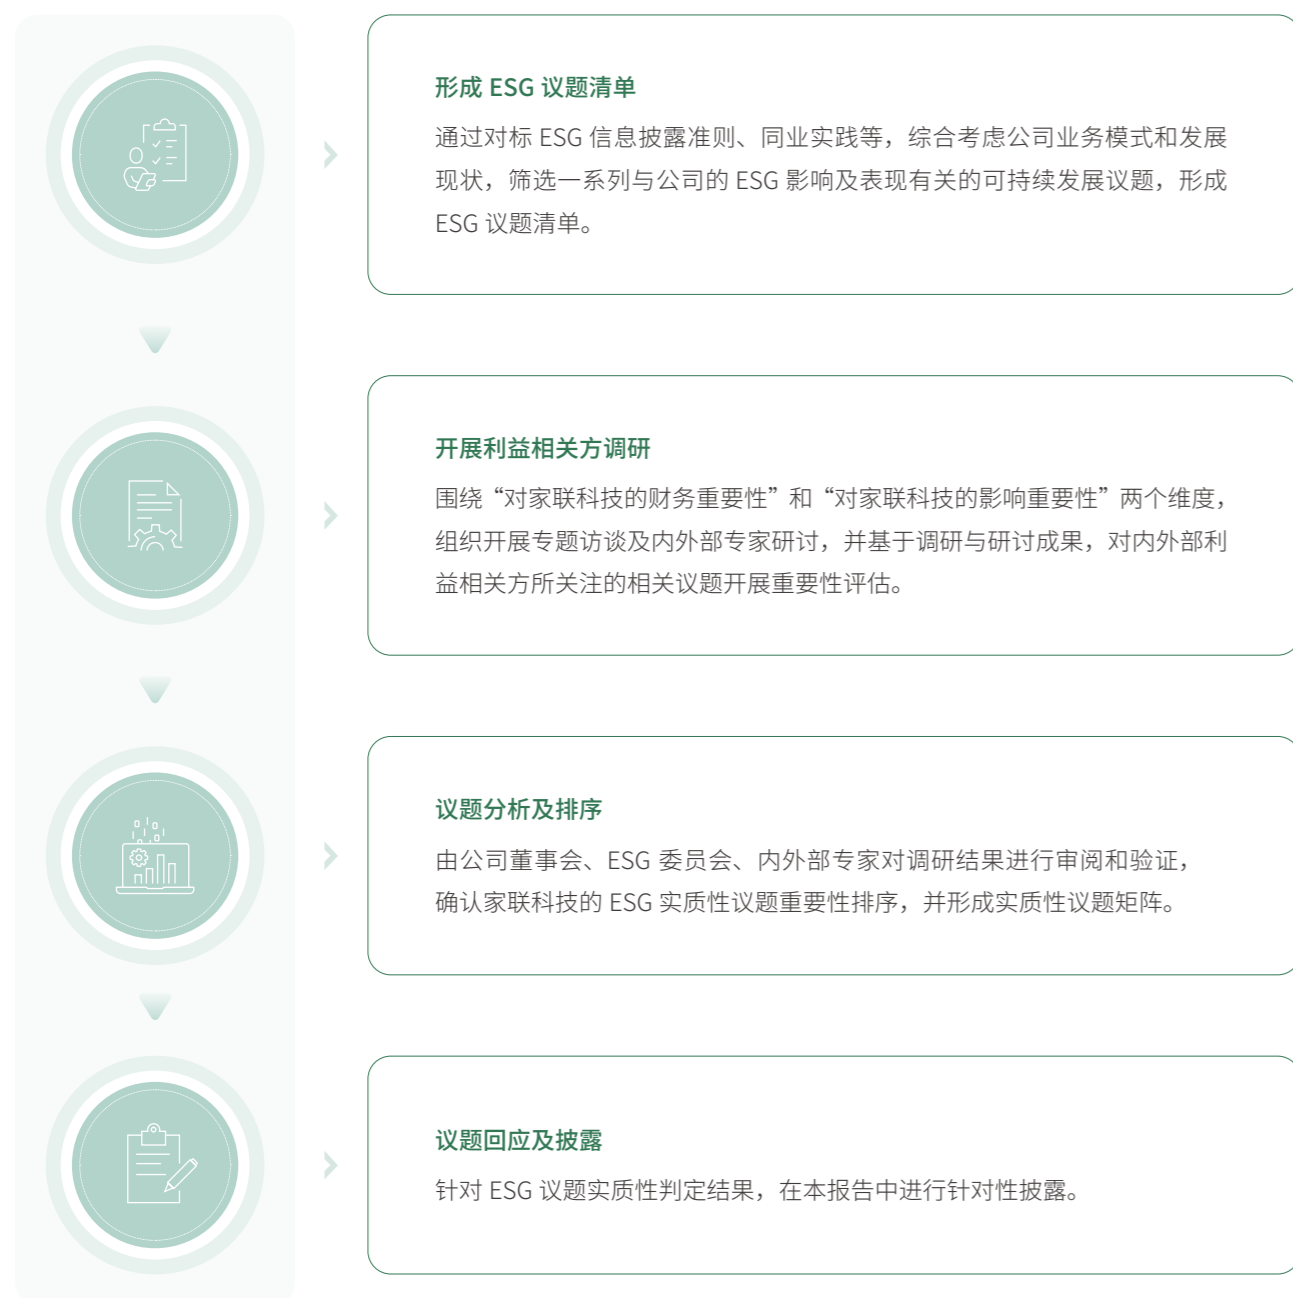 形成 ESG 议题清单
通过对标 ESG 信息披露准则、同业实践等，综合考虑公司业务模式和发展
现状，筛选一系列与公司的 ESG 影响及表现有关的可持续发展议题，形成
ESG 议题清单。
开展利益相关方调研
围绕“对家联科技的财务重要性”和“对家联科技的影响重要性”两个维度，
组织开展专题访谈及内外部专家研讨，并基于调研与研讨成果，对内外部利
益相关方所关注的相关议题开展重要性评估。
议题分析及排序
由公司董事会、ESG 委员会、内外部专家对调研结果进行审阅和验证，
确认家联科技的 ESG 实质性议题重要性排序，并形成实质性议题矩阵。
议题回应及披露
针对 ESG 议题实质性判定结果，在本报告中进行针对性披露。